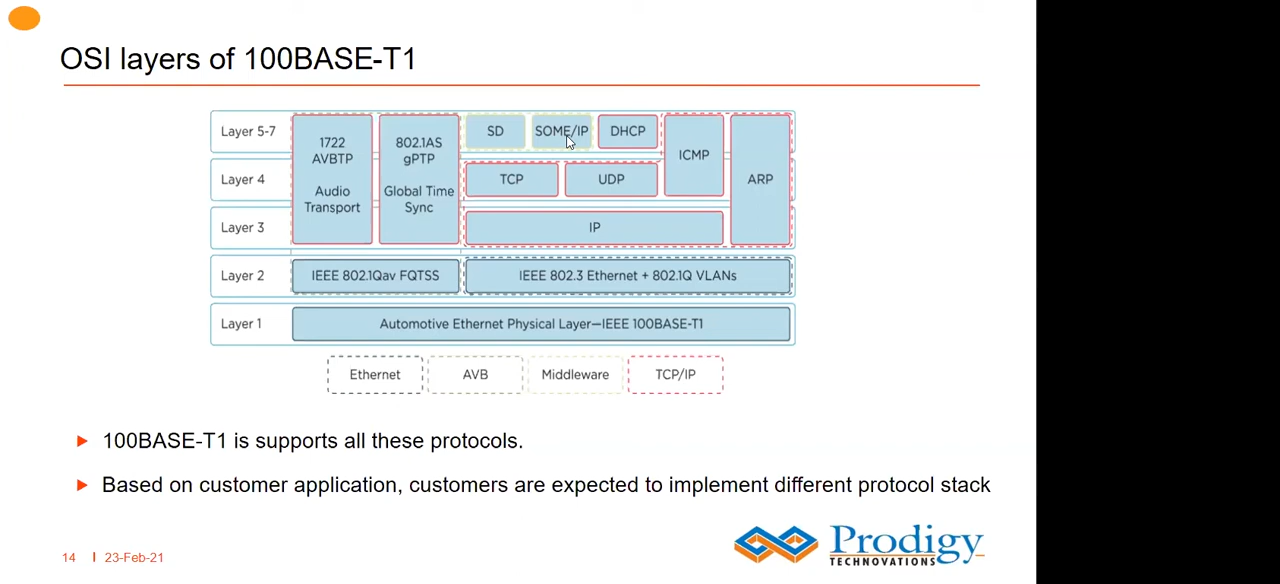 OSI layers of 100BASE-T1
Layer 5-7
1722
AVBTP
Audio
Transport
802.1AS
gPTP
Global Time
Sync
SD
SOME/IP
DHCP
ICMP
ARP
Layer 4
TCP
UDP
Layer 3
IP
Layer 2
IEEE 802.1Qav FQTSS
IEEE 802.3 Ethernet + 802.1Q VLANs
Layer 1
Automotive Ethernet Physical Layer—IEEE 100BASE-T1
Ethernet
AVB
Middleware
TCP/IP
100BASE-T1 is supports all these protocols.
Based on customer application, customers are expected to implement different protocol stack
14 | 23-Feb-21
Prodigy
TECHNOVATIONS